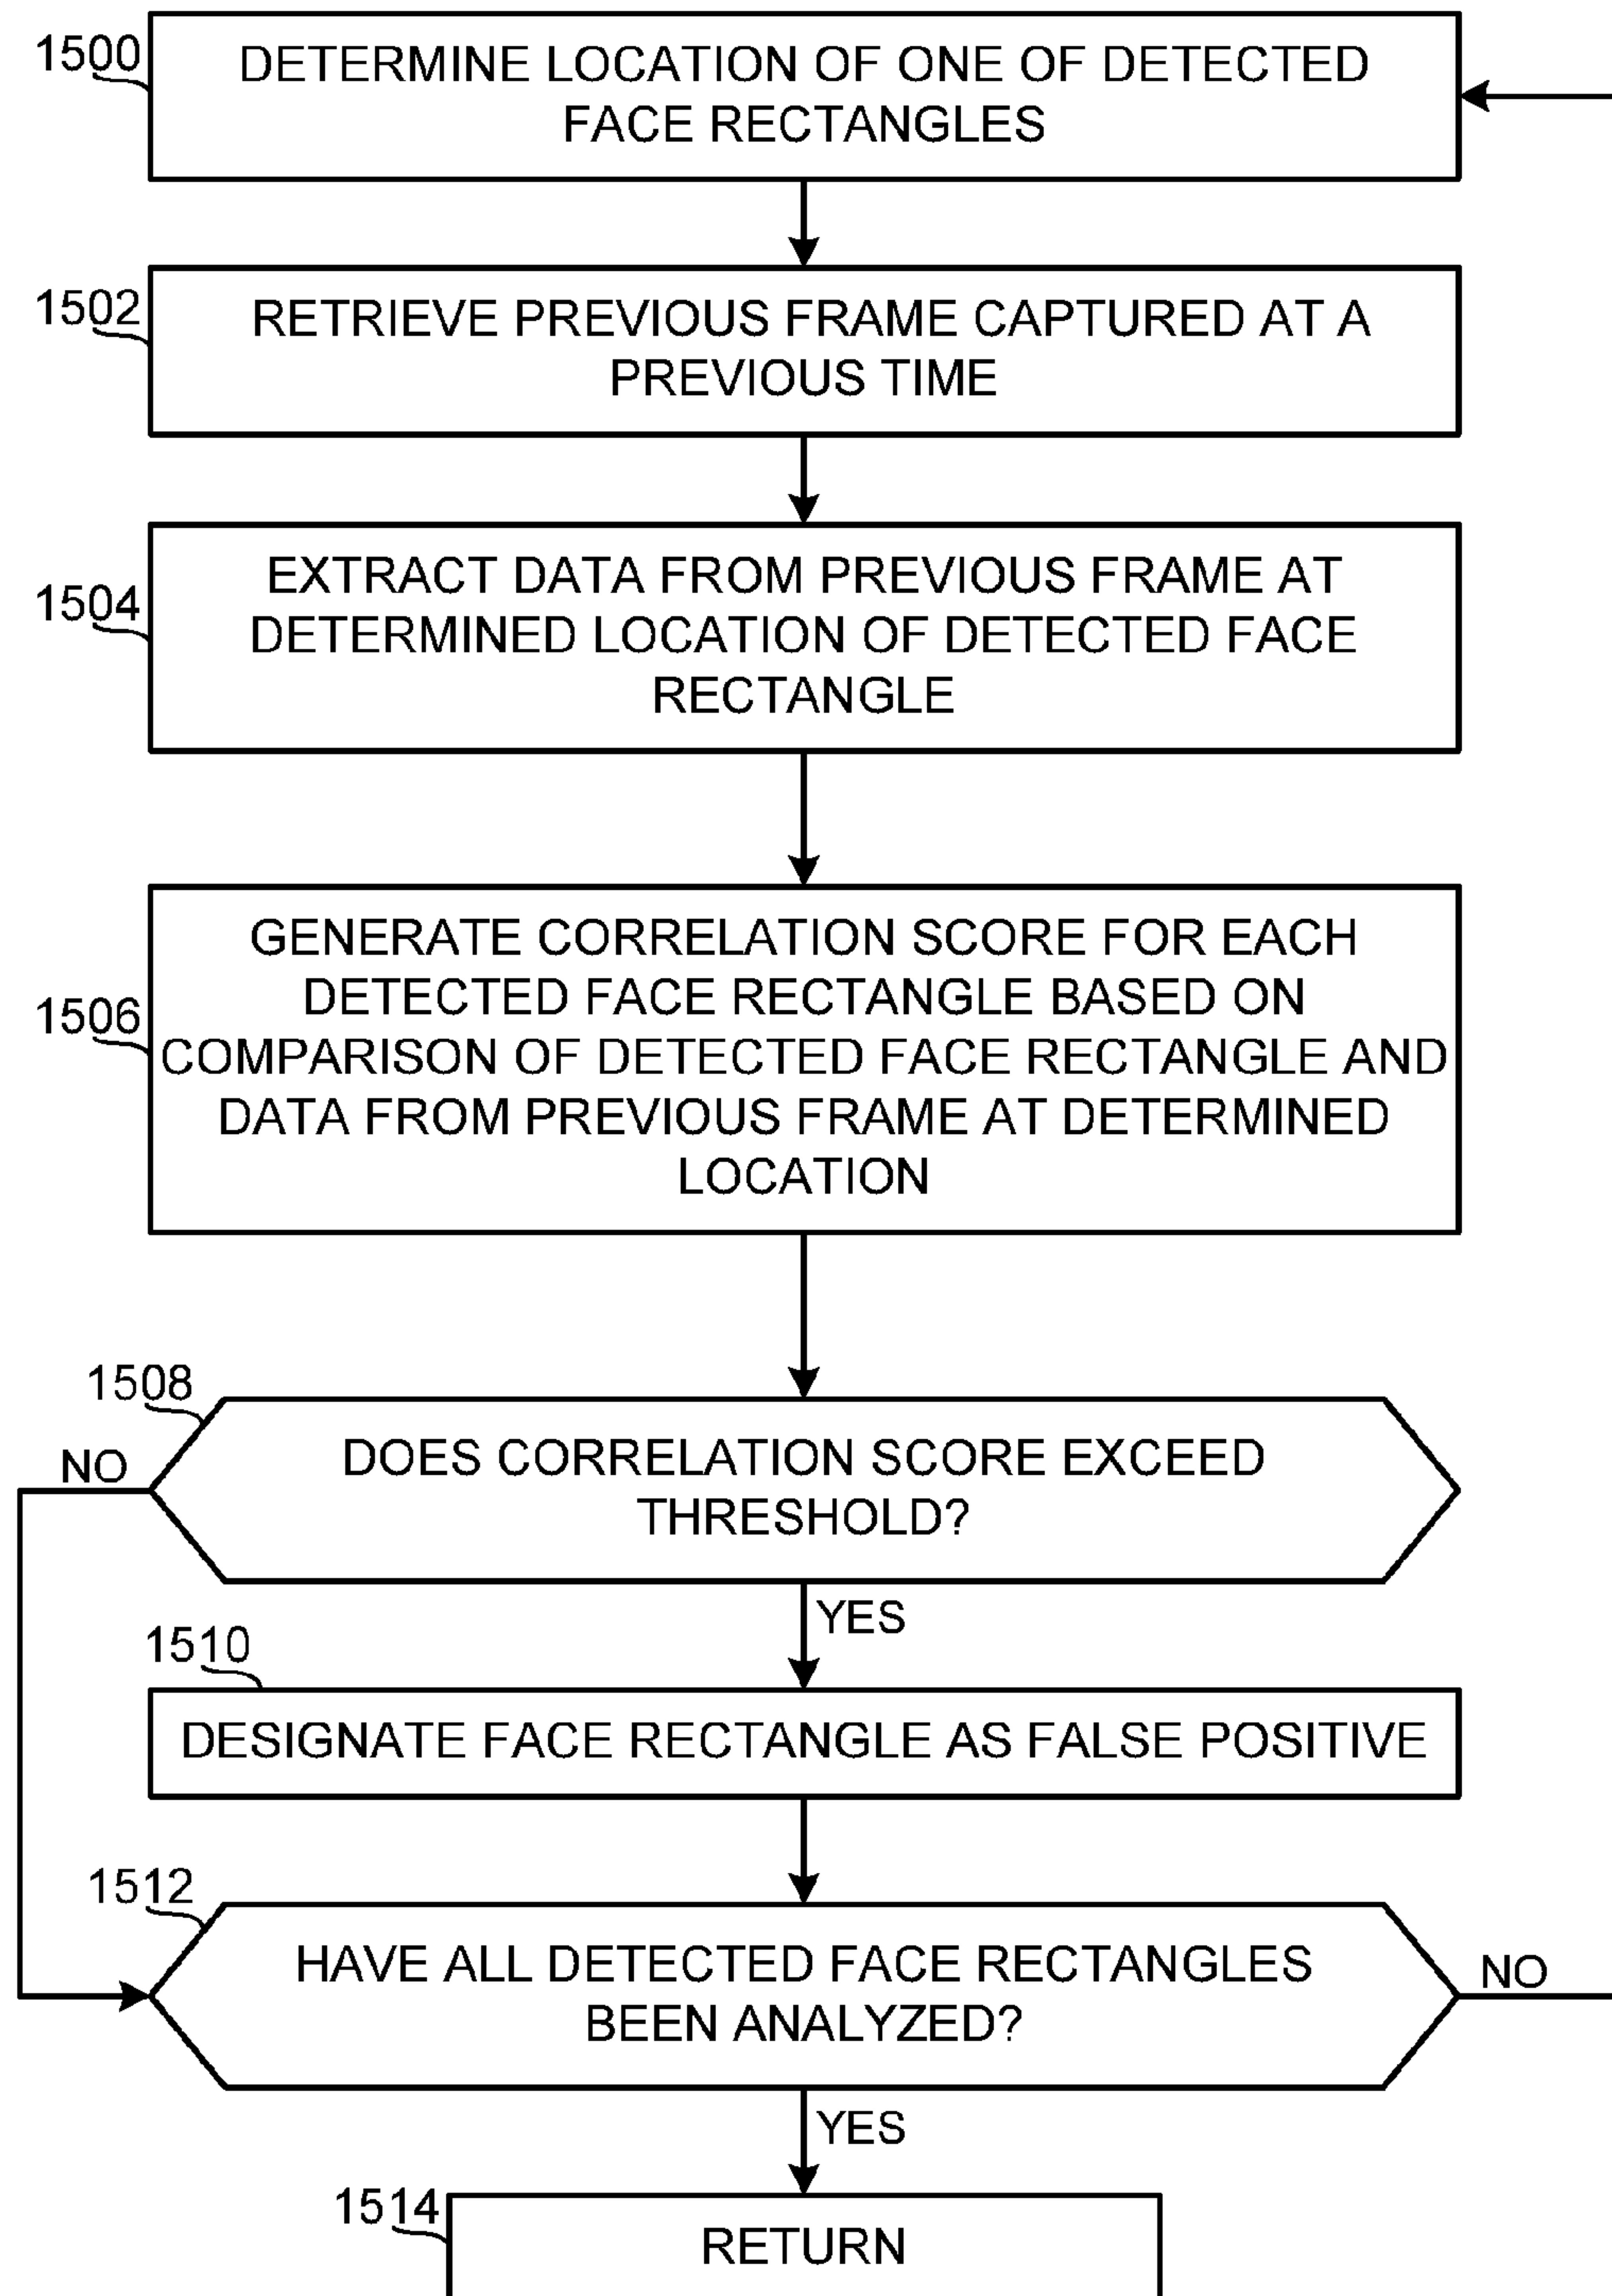 1500
DETERMINE LOCATION OF ONE OF DETECTED
FACE RECTANGLES
1502
RETRIEVE PREVIOUS FRAME CAPTURED AT A
PREVIOUS TIME
1504
EXTRACT DATA FROM PREVIOUS FRAME AT
DETERMINED LOCATION OF DETECTED FACE
RECTANGLE
1506
GENERATE CORRELATION SCORE FOR EACH
DETECTED FACE RECTANGLE BASED ON
COMPARISON OF DETECTED FACE RECTANGLE AND
DATA FROM PREVIOUS FRAME AT DETERMINED
LOCATION
1508
NO
DOES CORRELATION SCORE EXCEED
THRESHOLD?
YES
1510
DESIGNATE FACE RECTANGLE AS FALSE POSITIVE
1512
HAVE ALL DETECTED FACE RECTANGLES
BEEN ANALYZED?
NO
YES
1514
RETURN